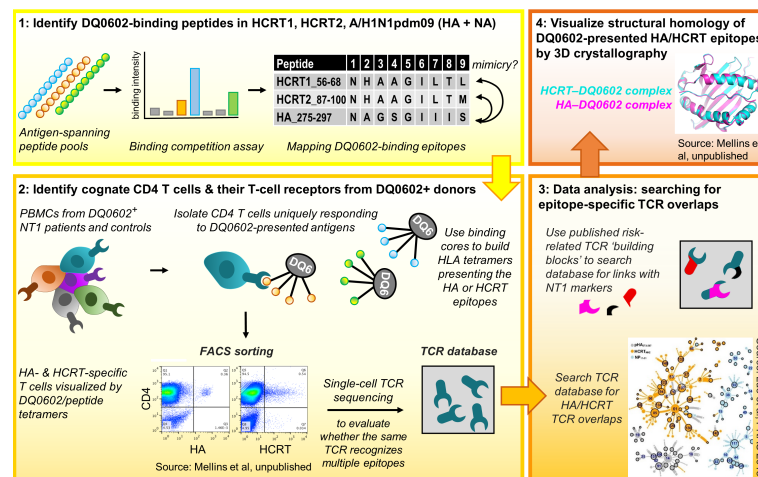 1: Identify DQ0602-binding peptides in HCRT1, HCRT2, A/H1N1pdm09 (HA + NA)
binding intensity
Peptide 1 2 3 4 5 6 7 8 9
HCRT1_56-68 N H A A G I L T L
HCRT2_87-100 N H A A G I L T M
HA_275-297 N A G S G I I I S
mimicry?
Antigen-spanning
peptide pools
Binding competition assay
Mapping DQ0602-binding epitopes
4: Visualize structural homology of
DQ0602-presented HA/HCRT epitopes
by 3D crystallography
HCRT–DQ0602 complex
HA–DQ0602 complex
Source: Mellins et
al, unpublished
2: Identify cognate CD4 T cells & their T-cell receptors from DQ0602+ donors
PBMCs from DQ0602+
NT1 patients and controls
Isolate CD4 T cells uniquely responding
to DQ0602-presented antigens
DQ6
DQ6
DQ6
Use binding
cores to build
HLA tetramers
presenting the
HA or HCRT
epitopes
HA- & HCRT-specific
T cells visualized by
DQ0602/peptide
tetramers
FACS sorting
CD4
HA
HCRT
Source: Mellins et al, unpublished
Single-cell TCR
sequencing
to evaluate
whether the same
TCR recognizes
multiple epitopes
TCR database
3: Data analysis: searching for
epitope-specific TCR overlaps
Use published risk-
related TCR ‘building
blocks’ to search
database for links with
NT1 markers
Search TCR
database for
HA/HCRT
TCR overlaps